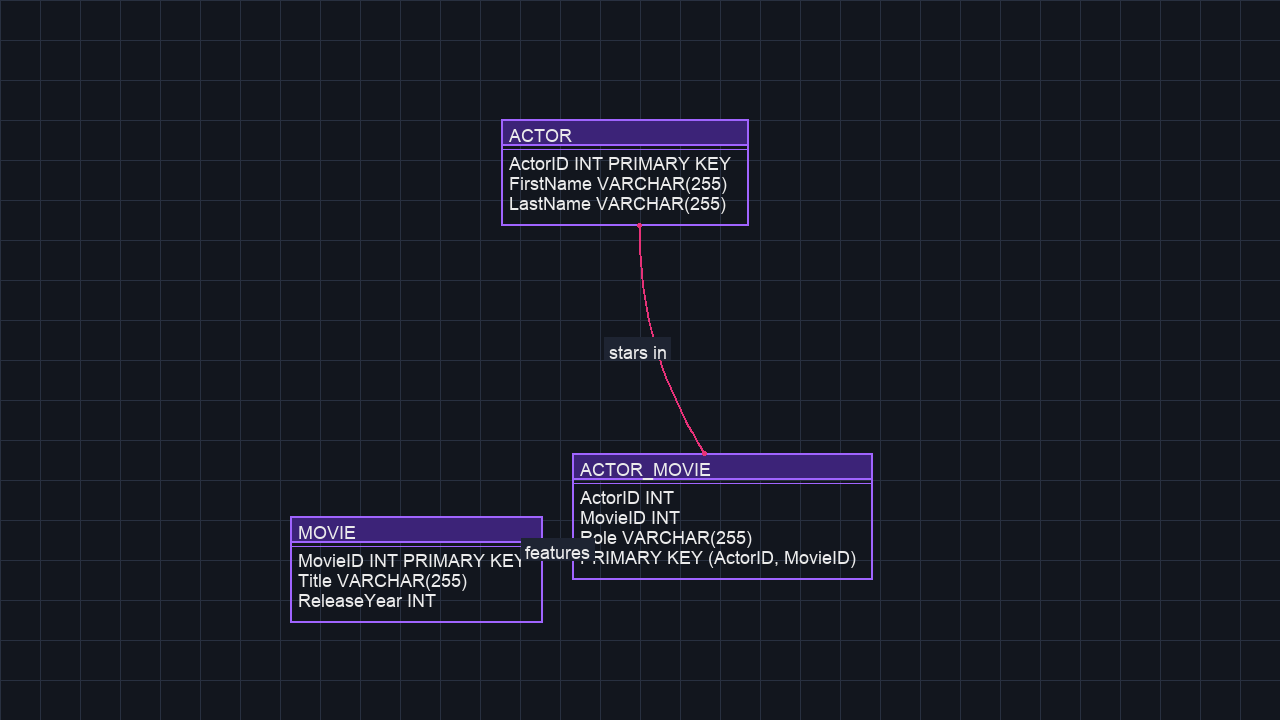 ACTOR
ActorID INT PRIMARY KEY
FirstName VARCHAR(255)
LastName VARCHAR(255)
stars in
ACTOR_MOVIE
ActorID INT
MovieID INT
Role VARCHAR(255)
PRIMARY KEY (ActorID, MovieID)
features
MOVIE
MovieID INT PRIMARY KEY
Title VARCHAR(255)
ReleaseYear INT